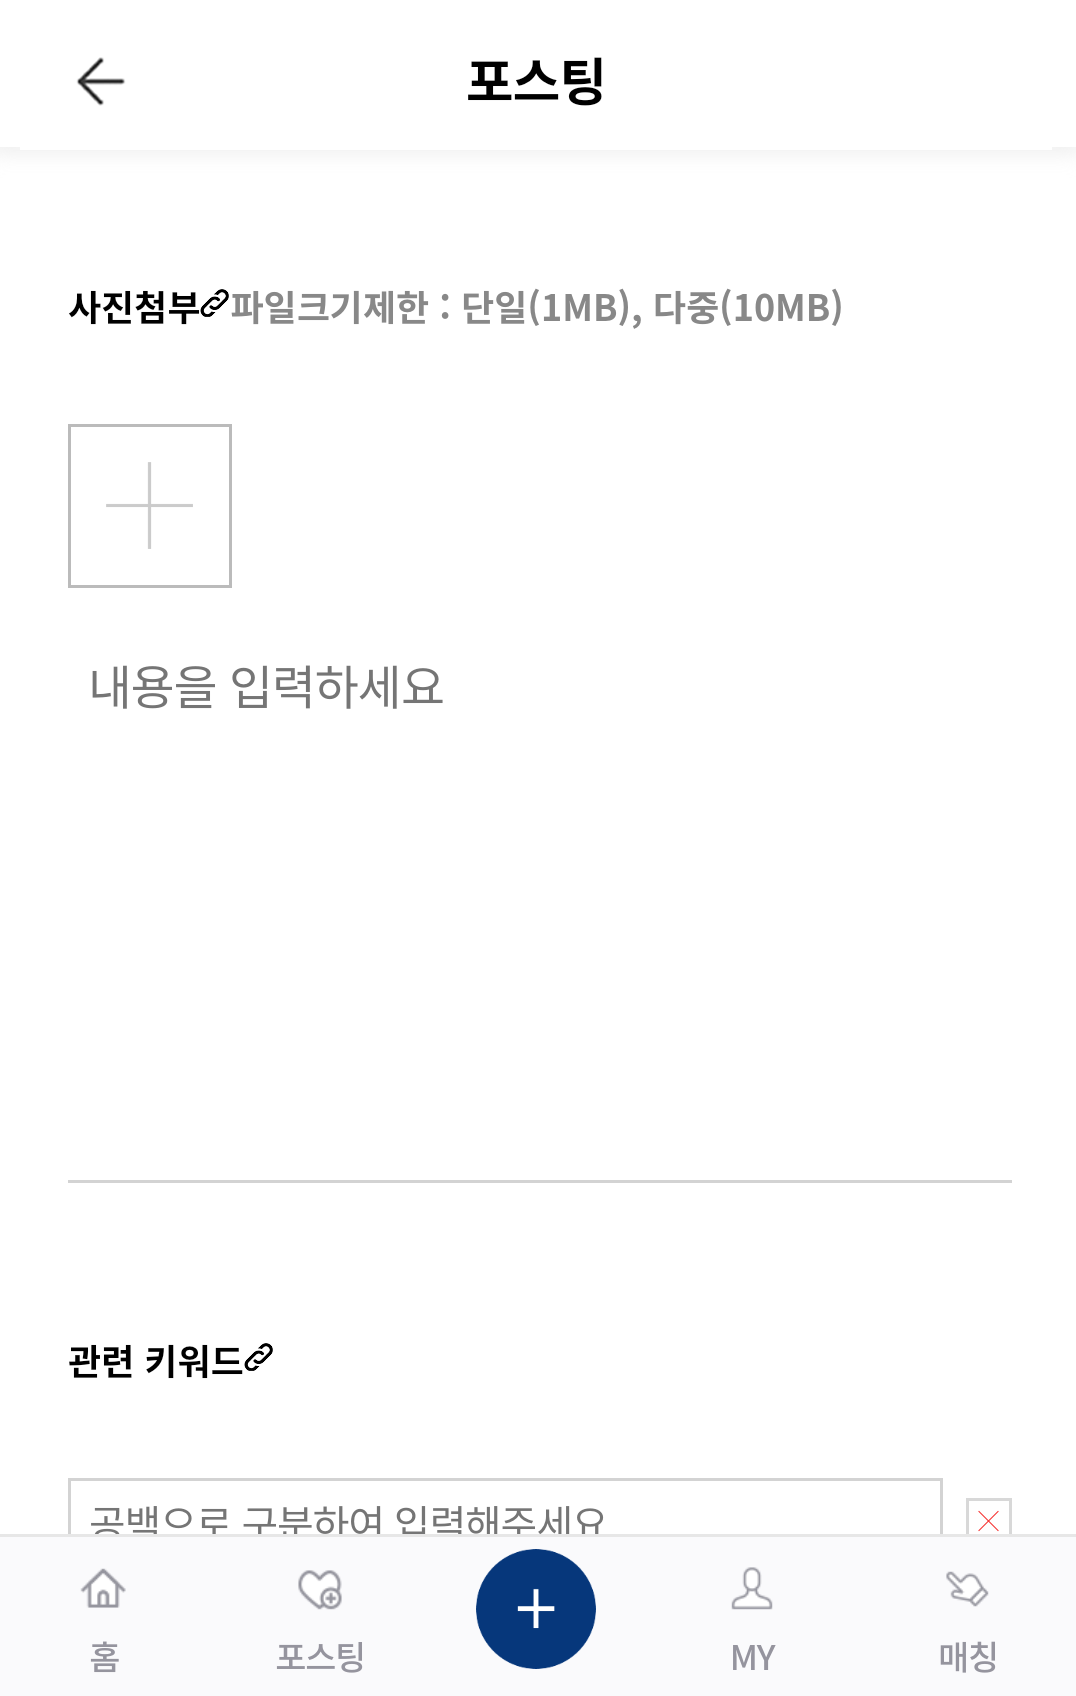 포스팅
사진첨부 파일크기제한 : 단일(1MB), 다중(10MB)
내용을 입력하세요
관련 키워드
공백으로 구분하여 입력해주세요
홈 포스팅 MY 매칭